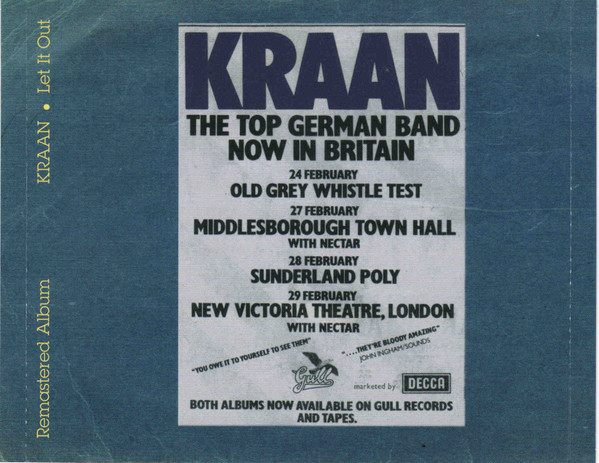 KRAAN • Let It Out
Remastered Album
KRAAN
THE TOP GERMAN BAND
NOW IN BRITAIN
24 FEBRUARY
OLD GREY WHISTLE TEST
27 FEBRUARY
MIDDLESBOROUGH TOWN HALL
WITH NECTAR
28 FEBRUARY
SUNDERLAND POLY
29 FEBRUARY
NEW VICTORIA THEATRE, LONDON
WITH NECTAR
"YOU OWE IT TO YOURSELF TO SEE THEM"
"....THEY'RE BLOODY AMAZING"
JOHN INGHAM/SOUNDS
Gull
marketed by DECCA
BOTH ALBUMS NOW AVAILABLE ON GULL RECORDS
AND TAPES.